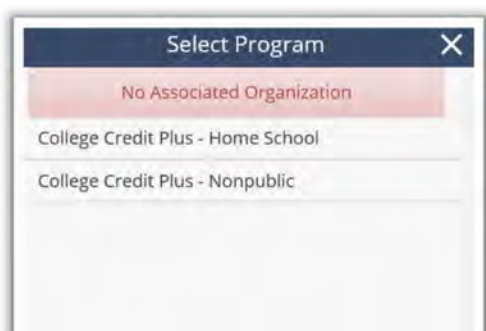 Select Program
No Associated Organization
College Credit Plus - Home School
College Credit Plus - Nonpublic